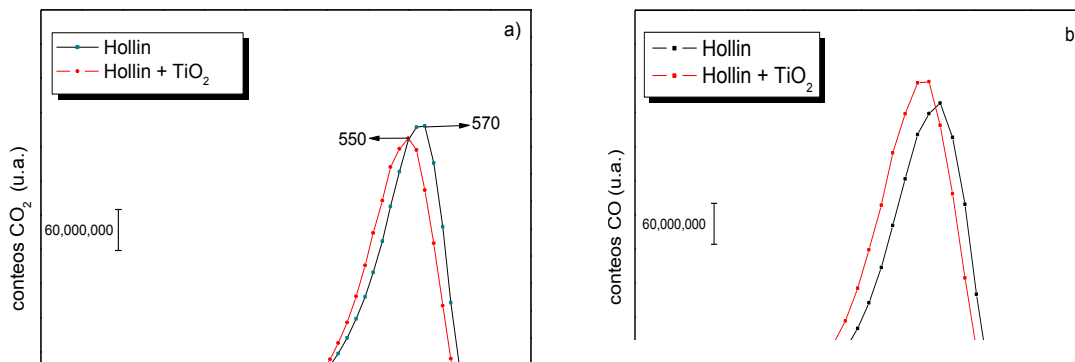 a)
Hollin
Hollin + TiO2
550
570
60,000,000
conteos CO2 (u.a.)
b
Hollin
Hollin + TiO2
60,000,000
conteos CO (u.a.)